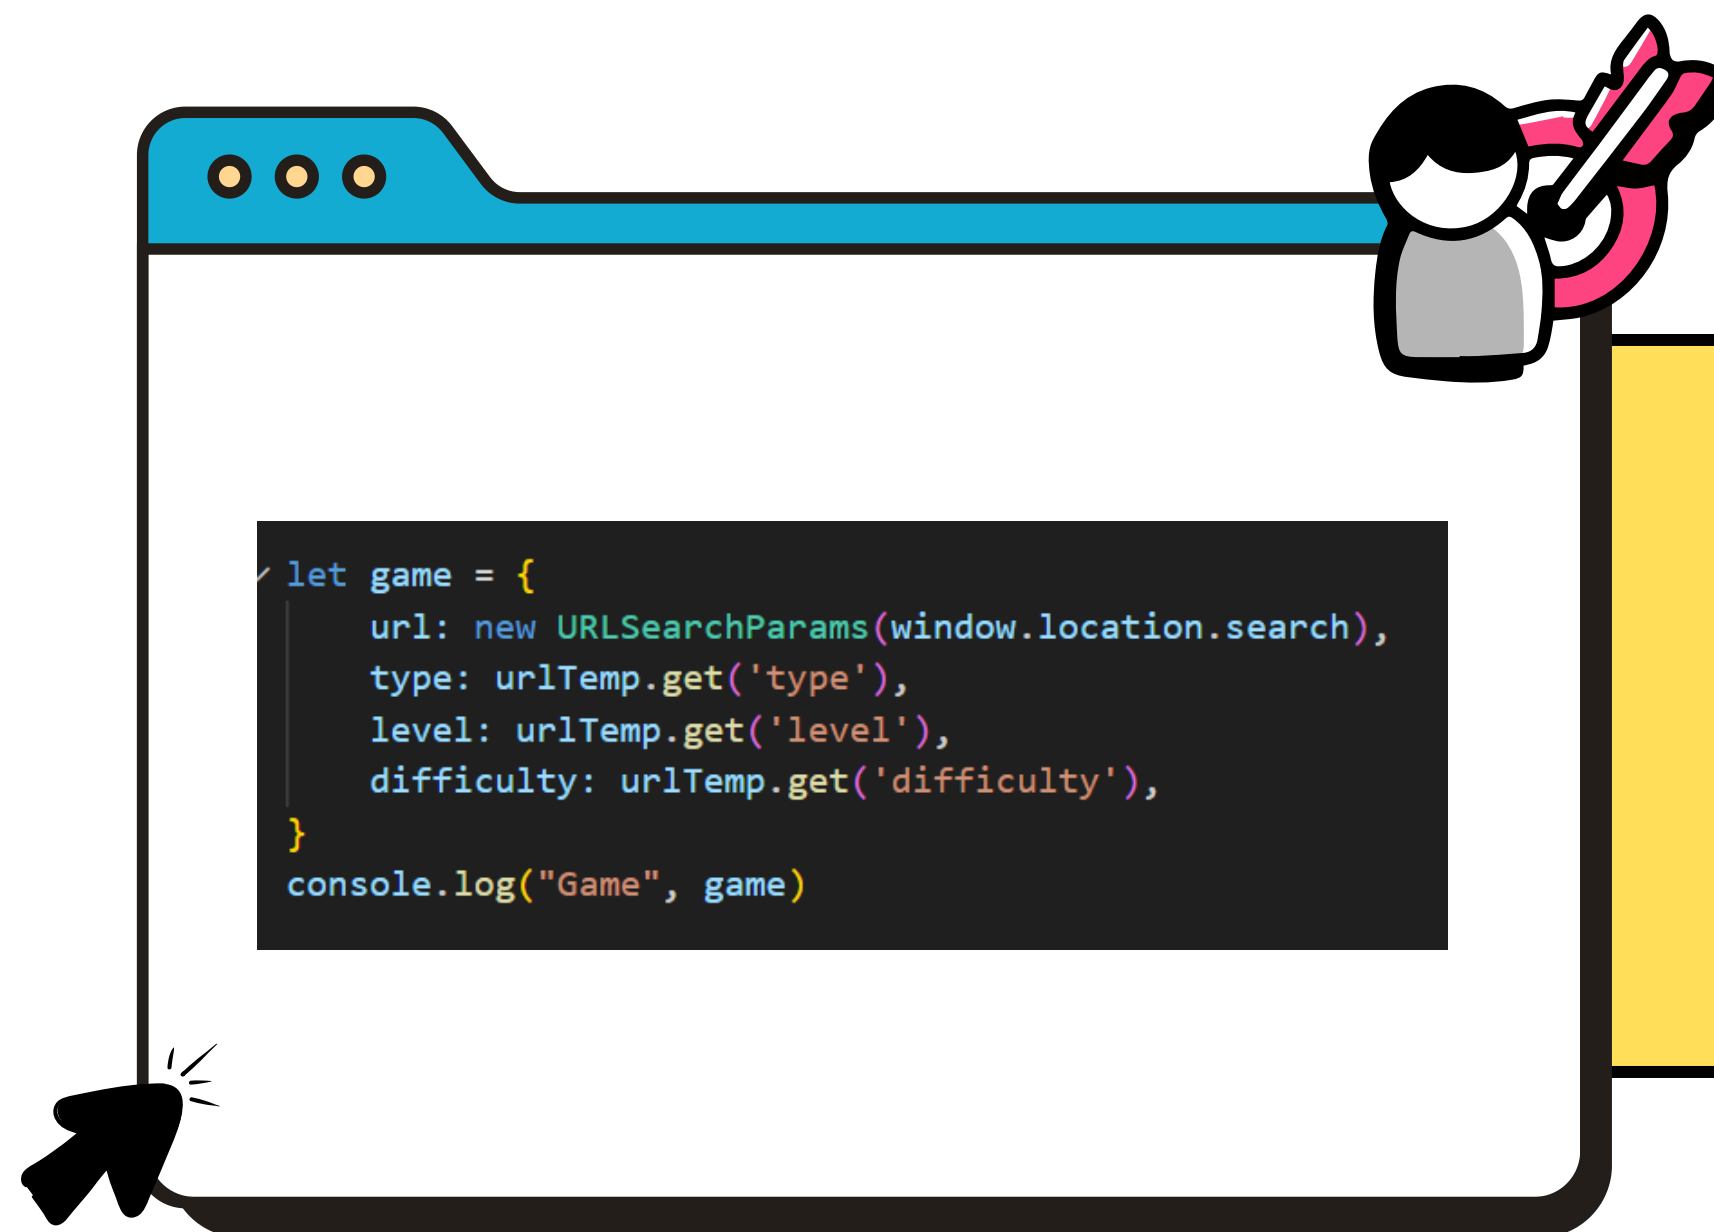 let game = {
    url: new URLSearchParams(window.location.search),
    type: urlTemp.get('type'),
    level: urlTemp.get('level'),
    difficulty: urlTemp.get('difficulty'),
}
console.log("Game", game)